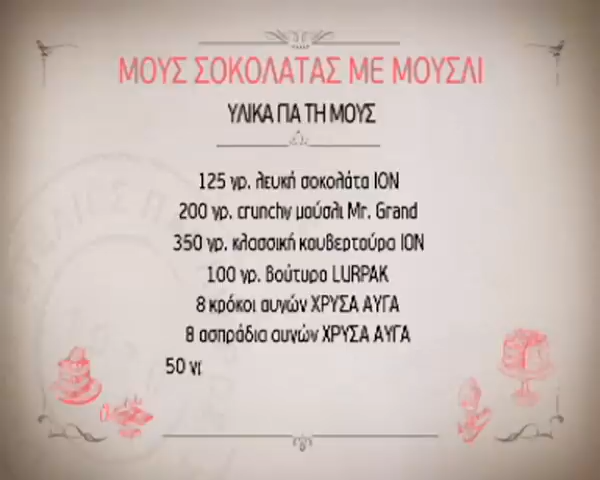 ΜΟΥΣ ΣΟΚΟΛΑΤΑΣ ΜΕ ΜΟΥΣΛΙ
ΥΛΙΚΑ ΓΙΑ ΤΗ ΜΟΥΣ
125 γρ. λευκή σοκολάτα ΙΟΝ
200 γρ. crunchy μούσλι Mr. Grand
350 γρ. κλασσική κουβερτούρα ΙΟΝ
100 γρ. βούτυρο LURPAK
8 κρόκοι αυγών ΧΡΥΣΑ ΑΥΓΑ
8 ασπράδια αυγών ΧΡΥΣΑ ΑΥΓΑ
50 γρ